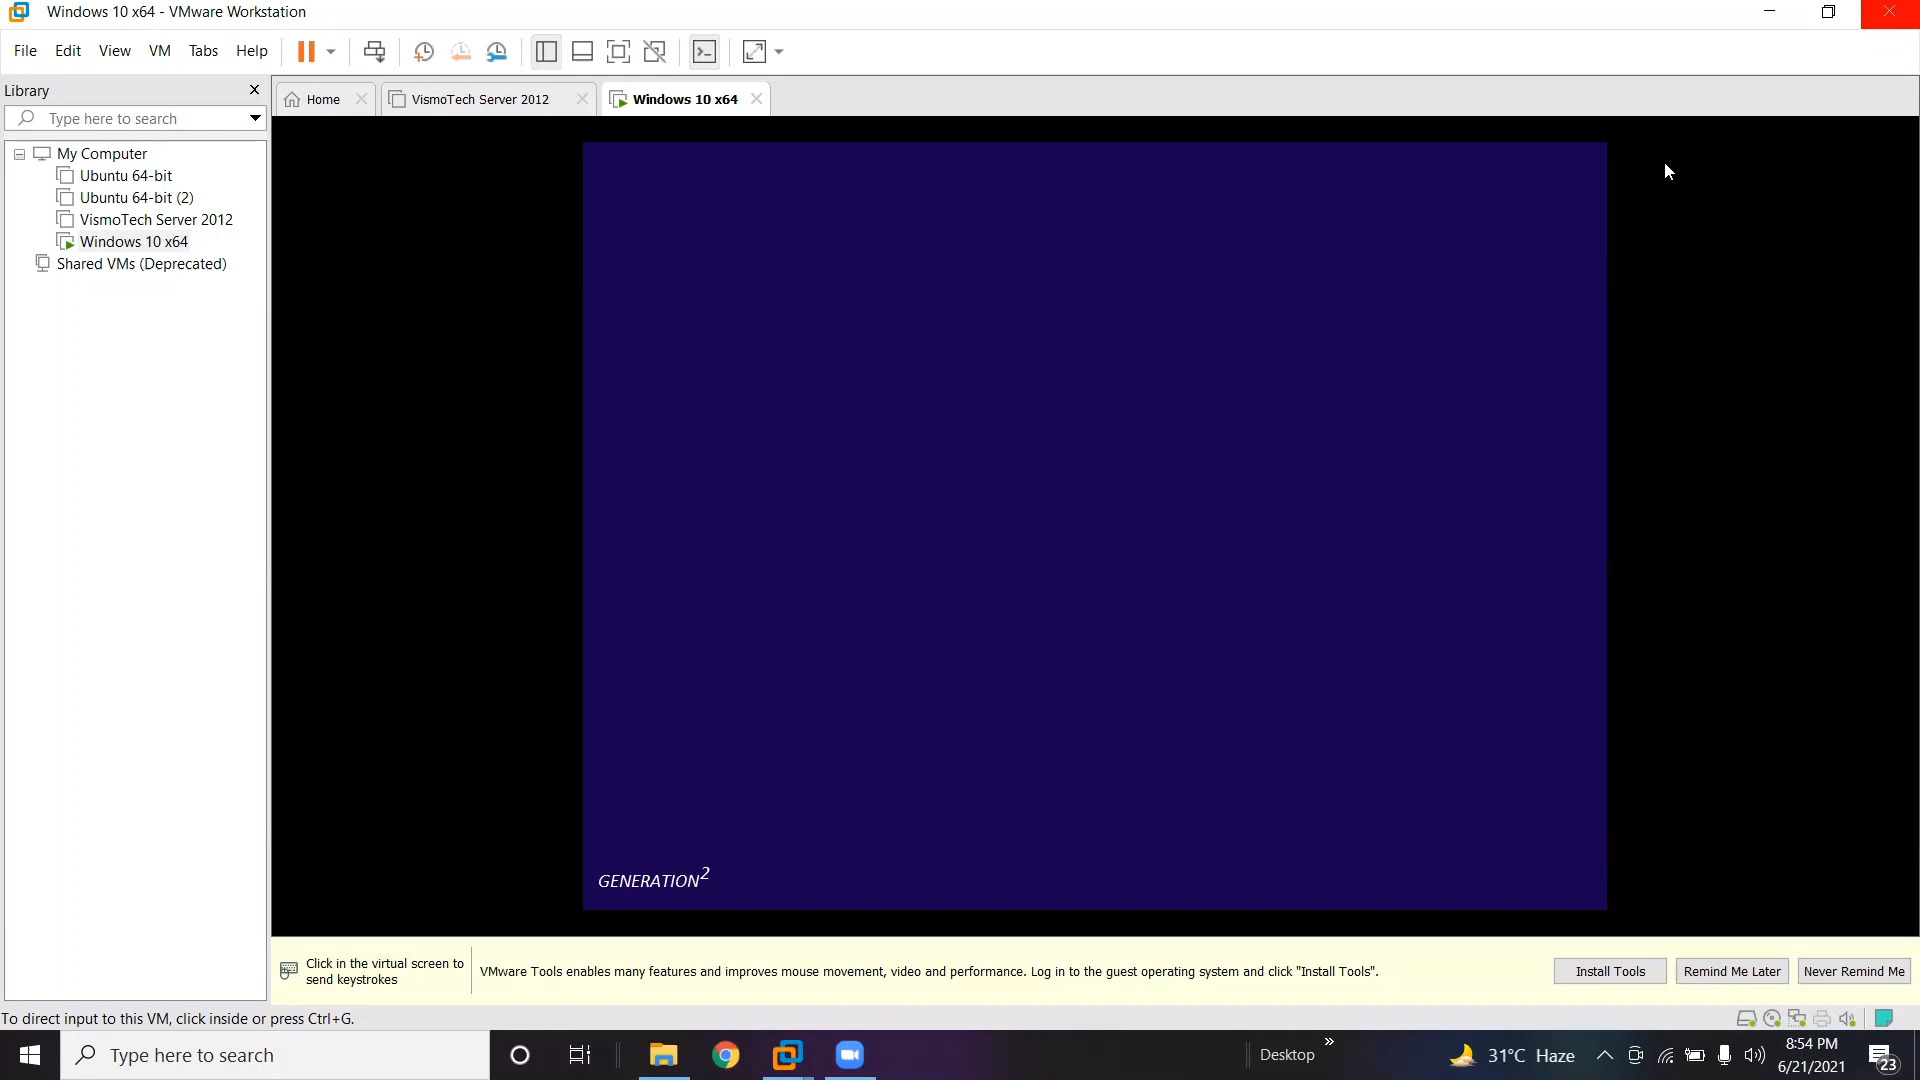 Windows 10 x64 - VMware Workstation
File Edit View VM Tabs Help
Library
Home
VismoTech Server 2012
Windows 10 x64
Type here to search
My Computer
Ubuntu 64-bit
Ubuntu 64-bit (2)
VismoTech Server 2012
Windows 10 x64
Shared VMs (Deprecated)
GENERATION²
Click in the virtual screen to
send keystrokes
VMware Tools enables many features and improves mouse movement, video and performance. Log in to the guest operating system and click "Install Tools".
Install Tools
Remind Me Later
Never Remind Me
To direct input to this VM, click inside or press Ctrl+G.
Type here to search
Desktop
31°C Haze
8:54 PM
6/21/2021
23